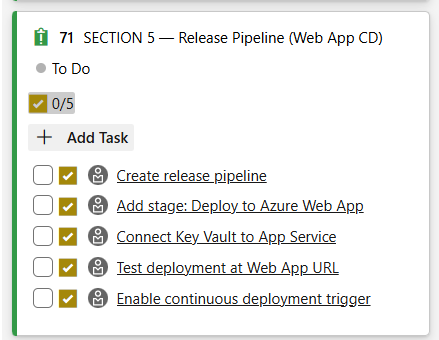 71 SECTION 5 — Release Pipeline (Web App CD)
To Do
0/5
+ Add Task
Create release pipeline
Add stage: Deploy to Azure Web App
Connect Key Vault to App Service
Test deployment at Web App URL
Enable continuous deployment trigger